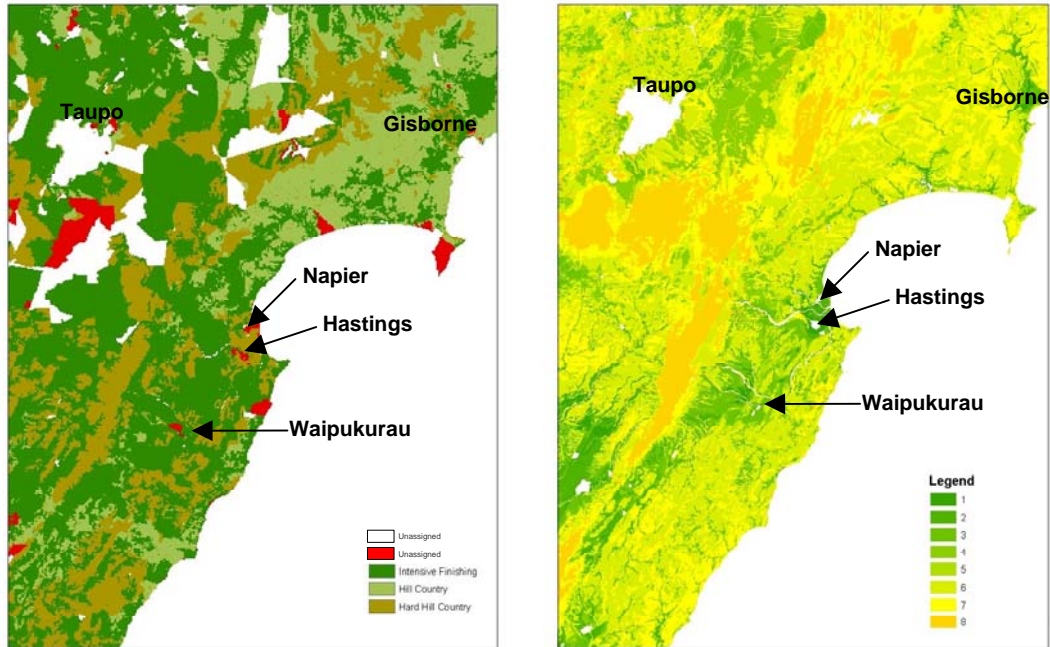 Taupo
Gisborne
Napier
Hastings
Waipukurau
Unassigned
Unassigned
Intensive Finishing
Hill Country
Hard Hill Country
Taupo
Gisborne
Napier
Hastings
Waipukurau
Legend
1
2
3
4
5
6
7
8